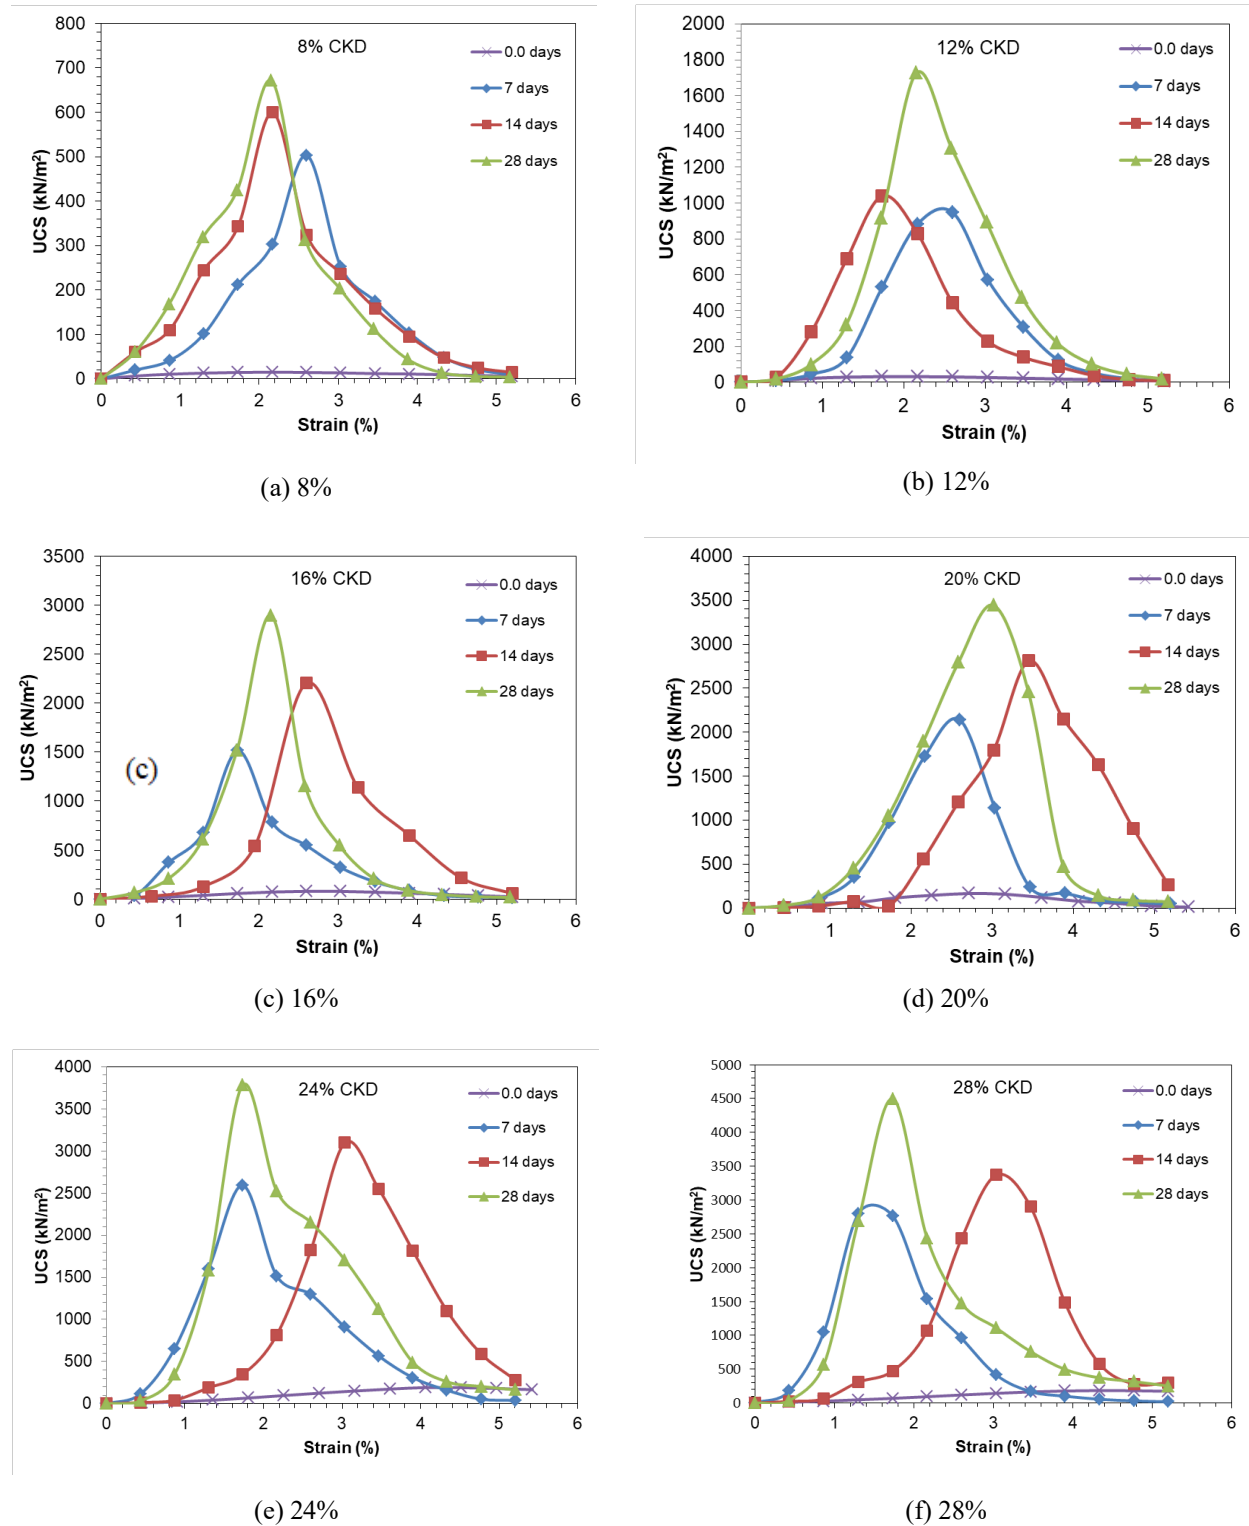 8% CKD
UCS (kN/m²)
800
700
600
500
400
300
200
100
0
0 1 2 3 4 5 6
Strain (%)
0.0 days
7 days
14 days
28 days
(a) 8%
12% CKD
UCS (kN/m²)
2000
1800
1600
1400
1200
1000
800
600
400
200
0
0 1 2 3 4 5 6
Strain (%)
0.0 days
7 days
14 days
28 days
(b) 12%
16% CKD
UCS (kN/m²)
3500
3000
2500
2000
1500
1000
500
0
(c)
0 1 2 3 4 5 6
Strain (%)
0.0 days
7 days
14 days
28 days
(c) 16%
20% CKD
UCS (kN/m²)
4000
3500
3000
2500
2000
1500
1000
500
0
0 1 2 3 4 5 6
Strain (%)
0.0 days
7 days
14 days
28 days
(d) 20%
24% CKD
UCS (kN/m²)
4000
3500
3000
2500
2000
1500
1000
500
0
0 1 2 3 4 5 6
Strain (%)
0.0 days
7 days
14 days
28 days
(e) 24%
28% CKD
UCS (kN/m²)
5000
4500
4000
3500
3000
2500
2000
1500
1000
500
0
0 1 2 3 4 5 6
Strain (%)
0.0 days
7 days
14 days
28 days
(f) 28%